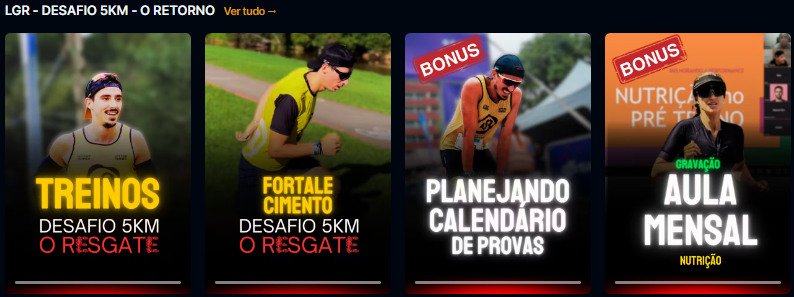 LGR - DESAFIO 5KM - O RETORNO Ver tudo →
TREINOS
DESAFIO 5KM
O RESGATE
FORTALE
CIMENTO
DESAFIO 5KM
O RESGATE
BONUS
PLANEJANDO
CALENDÁRIO
DE PROVAS
BONUS
NUTRIÇÃO no
PRÉ TREINO
GRAVAÇÃO
AULA
MENSAL
NUTRIÇÃO